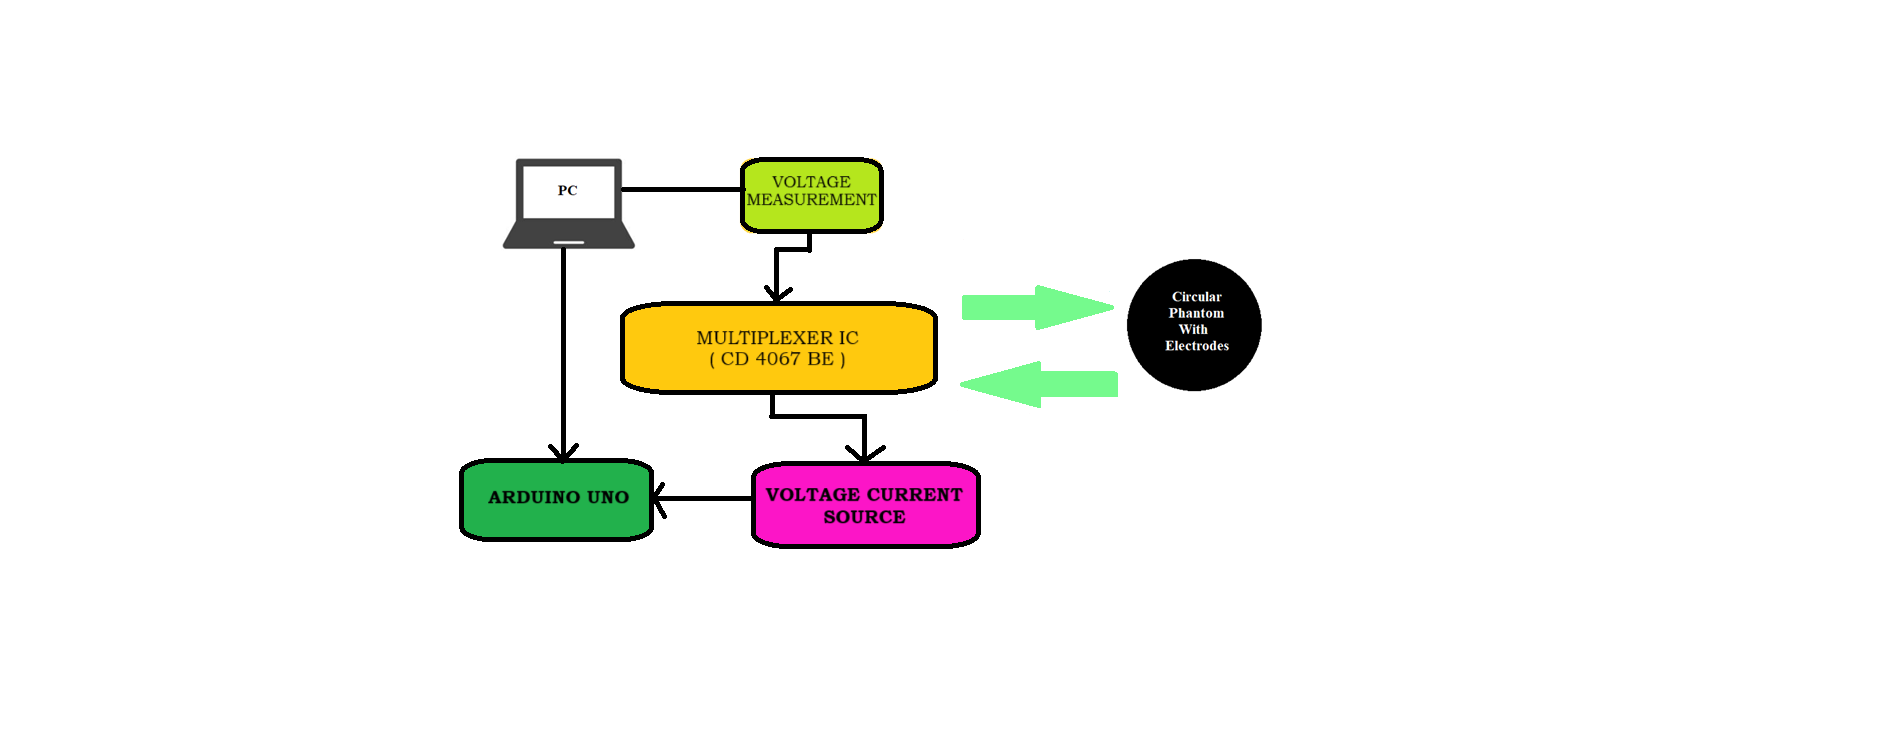 PC
VOLTAGE
MEASUREMENT
MULTIPLEXER IC
( CD 4067 BE )
Circular
Phantom
With
Electrodes
ARDUINO UNO
VOLTAGE CURRENT
SOURCE